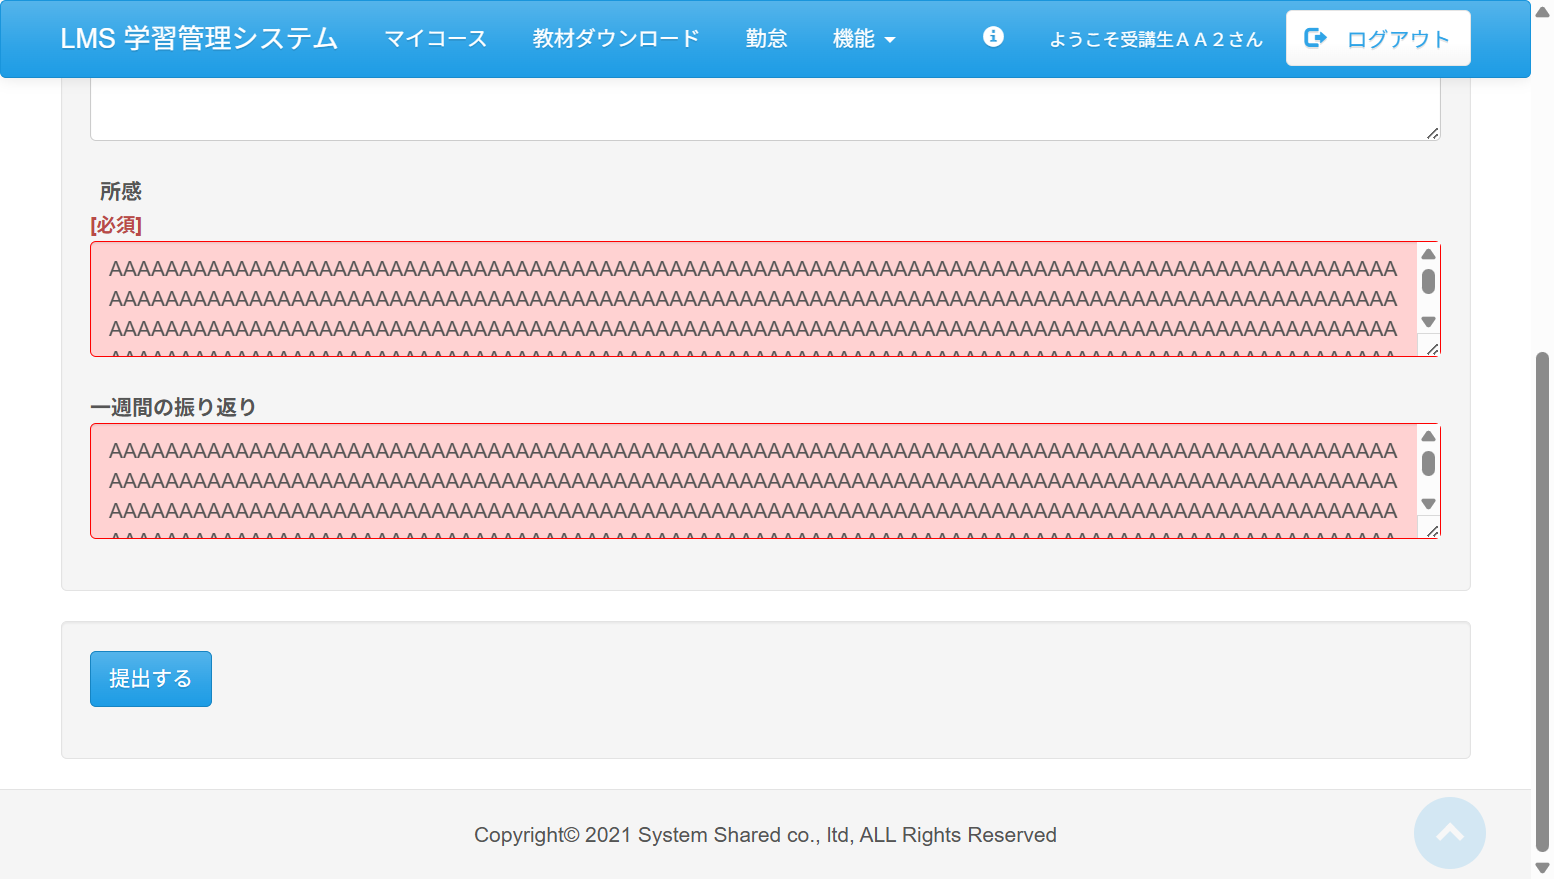 LMS 学習管理システム マイコース 教材ダウンロード 勤怠 機能 ようこそ受講生ＡＡ２さん ログアウト
所感
[必須]
AAAAAAAAAAAAAAAAAAAAAAAAAAAAAAAAAAAAAAAAAAAAAAAAAAAAAAAAAAAAAAAAAAAAAAAAAAAAAAAAAAAAAAAAAAAA
AAAAAAAAAAAAAAAAAAAAAAAAAAAAAAAAAAAAAAAAAAAAAAAAAAAAAAAAAAAAAAAAAAAAAAAAAAAAAAAAAAAAAAAAAAAA
AAAAAAAAAAAAAAAAAAAAAAAAAAAAAAAAAAAAAAAAAAAAAAAAAAAAAAAAAAAAAAAAAAAAAAAAAAAAAAAAAAAAAAAAAAAA
一週間の振り返り
AAAAAAAAAAAAAAAAAAAAAAAAAAAAAAAAAAAAAAAAAAAAAAAAAAAAAAAAAAAAAAAAAAAAAAAAAAAAAAAAAAAAAAAAAAAA
AAAAAAAAAAAAAAAAAAAAAAAAAAAAAAAAAAAAAAAAAAAAAAAAAAAAAAAAAAAAAAAAAAAAAAAAAAAAAAAAAAAAAAAAAAAA
AAAAAAAAAAAAAAAAAAAAAAAAAAAAAAAAAAAAAAAAAAAAAAAAAAAAAAAAAAAAAAAAAAAAAAAAAAAAAAAAAAAAAAAAAAAA
提出する
Copyright© 2021 System Shared co., ltd, ALL Rights Reserved